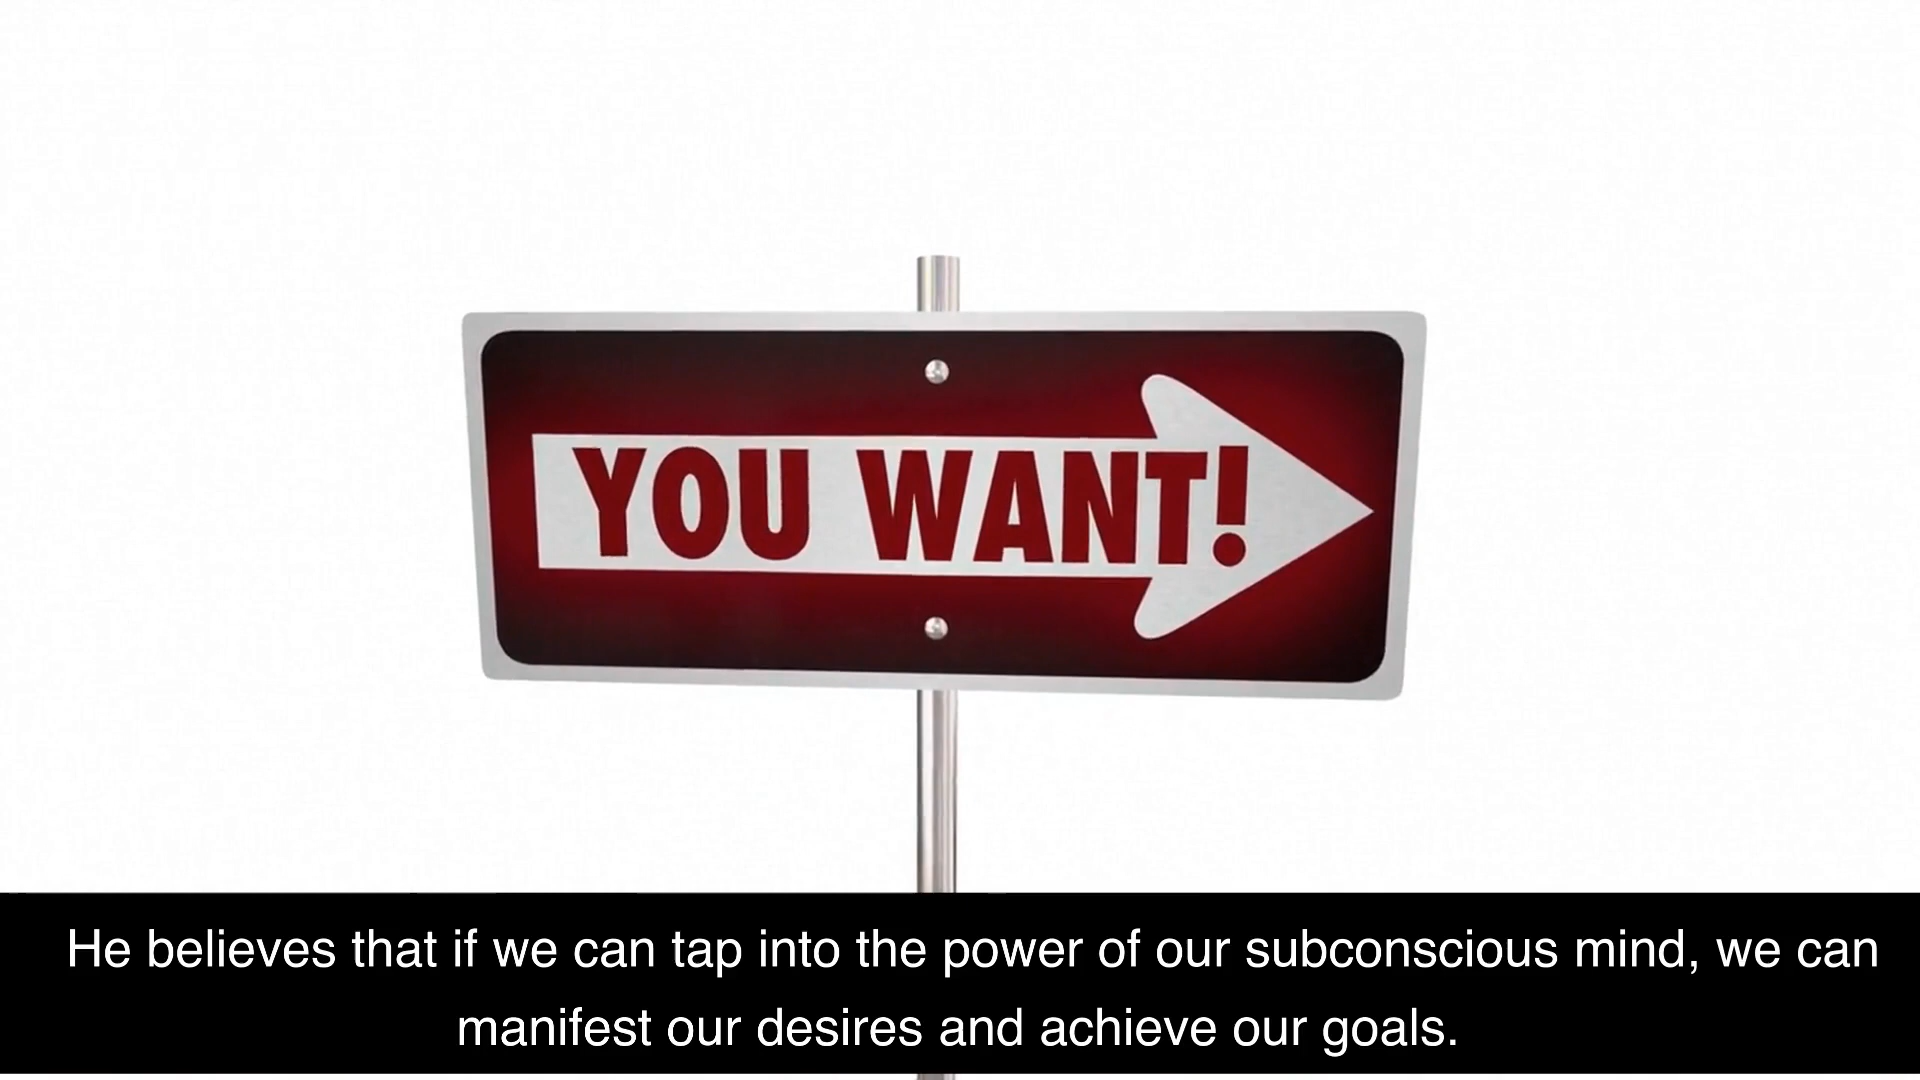 YOU WANT!
He believes that if we can tap into the power of our subconscious mind, we can
manifest our desires and achieve our goals.